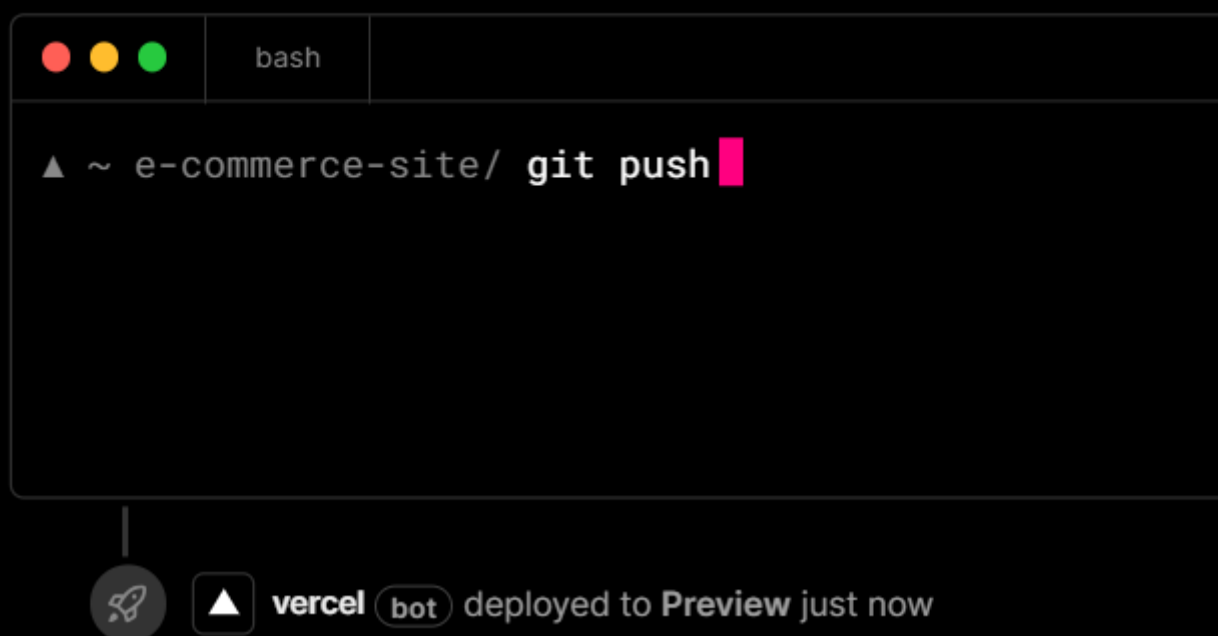 bash
▲ ~ e-commerce-site/ git push
vercel bot deployed to Preview just now